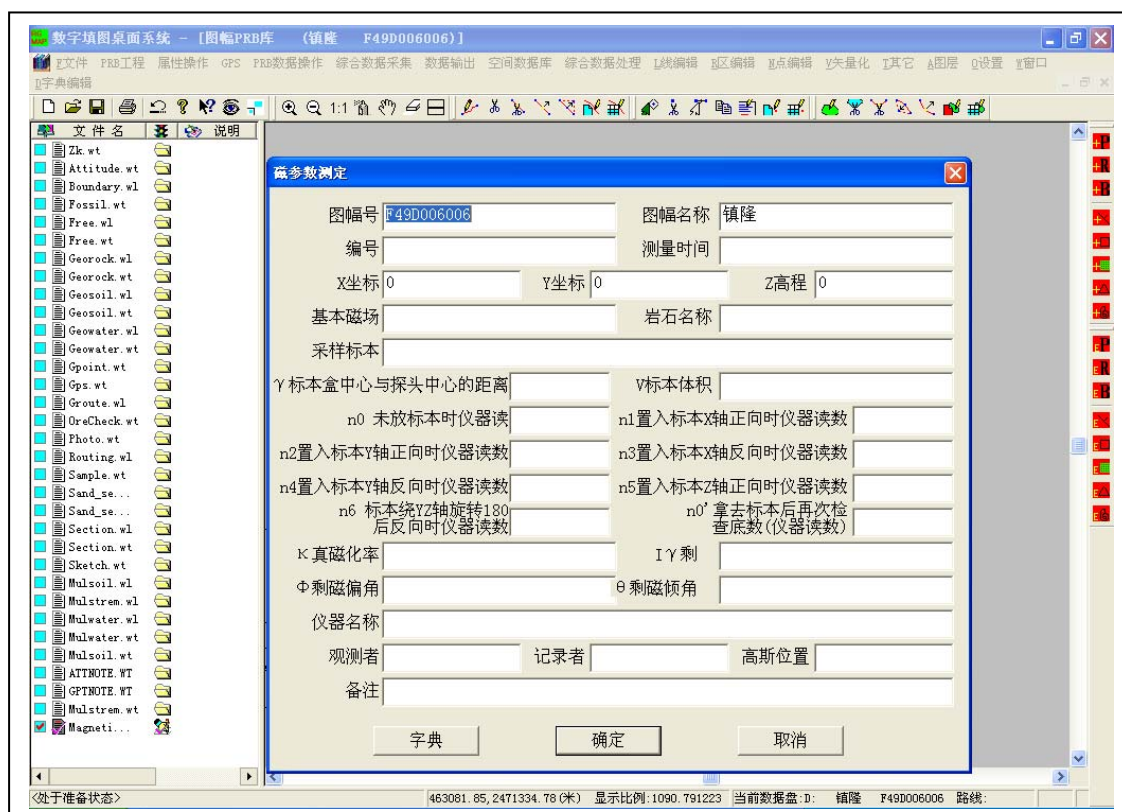 数字填图桌面系统 - [图幅PRB库 (镇隆 F49D006006)]
F文件 PRB工程 属性操作 GPS PRB数据操作 综合数据采集 数据输出 空间数据库 综合数据处理 L线编辑 R区编辑 N点编辑 V矢量化 I其它 A图层 Q设置 W窗口
D字典编辑
1:1
文件名 说明
Zk.wt
Attitude.wt
Boundary.wl
Fossil.wt
Free.wl
Free.wt
Georock.wl
Georock.wt
Geosoil.wl
Geosoil.wt
Geowater.wl
Geowater.wt
Gpoint.wt
Gps.wt
Groute.wl
OreCheck.wt
Photo.wt
Routing.wl
Sample.wt
Sand_se...
Sand_se...
Section.wl
Section.wt
Sketch.wt
Mulsoil.wl
Mulstrem.wl
Mulwater.wl
Mulwater.wt
Mulsoil.wt
ATTNOTE.WT
GPTNOTE.WT
Mulstrem.wt
Magneti...
磁参数测定
图幅号 F49D006006 图幅名称 镇隆
编号 测量时间
X坐标 0 Y坐标 0 Z高程 0
基本磁场 岩石名称
采样标本
γ标本盒中心与探头中心的距离 V标本体积
n0 未放标本时仪器读 n1置入标本X轴正向时仪器读数
n2置入标本Y轴正向时仪器读数 n3置入标本X轴反向时仪器读数
n4置入标本Y轴反向时仪器读数 n5置入标本Z轴正向时仪器读数
n6 标本绕YZ轴旋转180 n0'拿去标本后再次检
后反向时仪器读数 查底数(仪器读数)
K真磁化率 Iγ剩
Φ剩磁偏角 θ剩磁倾角
仪器名称
观测者 记录者 高斯位置
备注
字典 确定 取消
+P
+R
+B
EP
ER
EB
<处于准备状态> 463081.85,2471334.78(米) 显示比例:1090.791223 当前数据盘:D: 镇隆 F49D006006 路线: